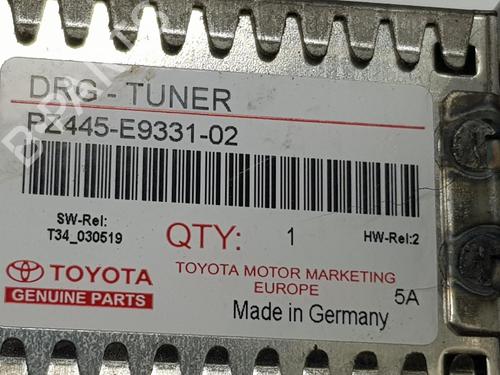 DRG - TUNER
PZ445-E9331-02
SW-Rel:
T34_030519
QTY: 1
HW-Rel:2
TOYOTA
GENUINE PARTS
TOYOTA MOTOR MARKETING
EUROPE
5A
Made in Germany